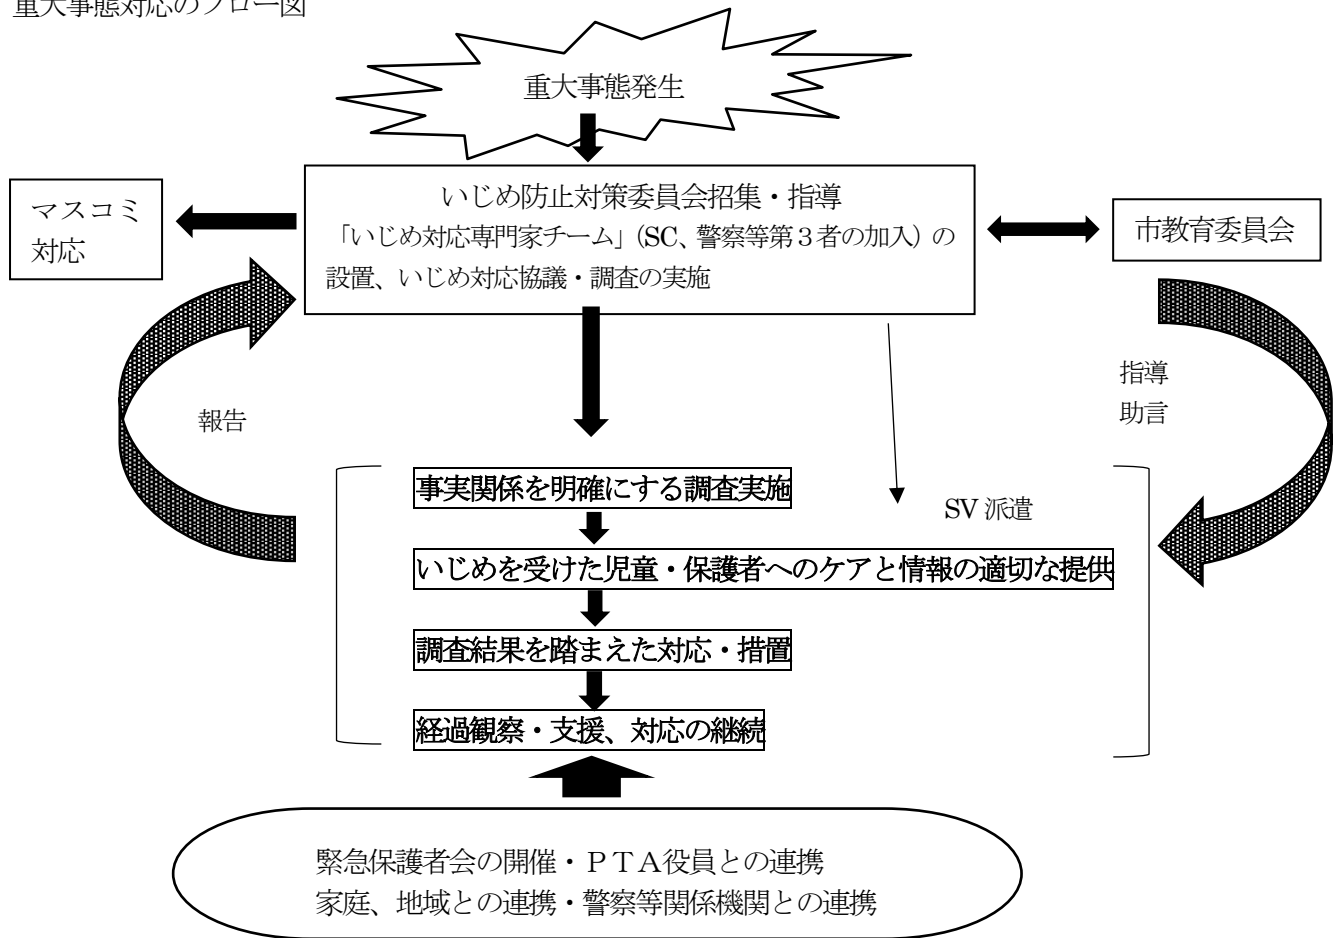 重大事態対応のフロー図
重大事態発生
いじめ防止対策委員会招集・指導
「いじめ対応専門家チーム」（SC、警察等第３者の加入）の
設置、いじめ対応協議・調査の実施
マスコミ
対応
市教育委員会
指導
助言
報告
事実関係を明確にする調査実施
SV 派遣
いじめを受けた児童・保護者へのケアと情報の適切な提供
調査結果を踏まえた対応・措置
経過観察・支援、対応の継続
緊急保護者会の開催・ＰＴＡ役員との連携
家庭、地域との連携・警察等関係機関との連携